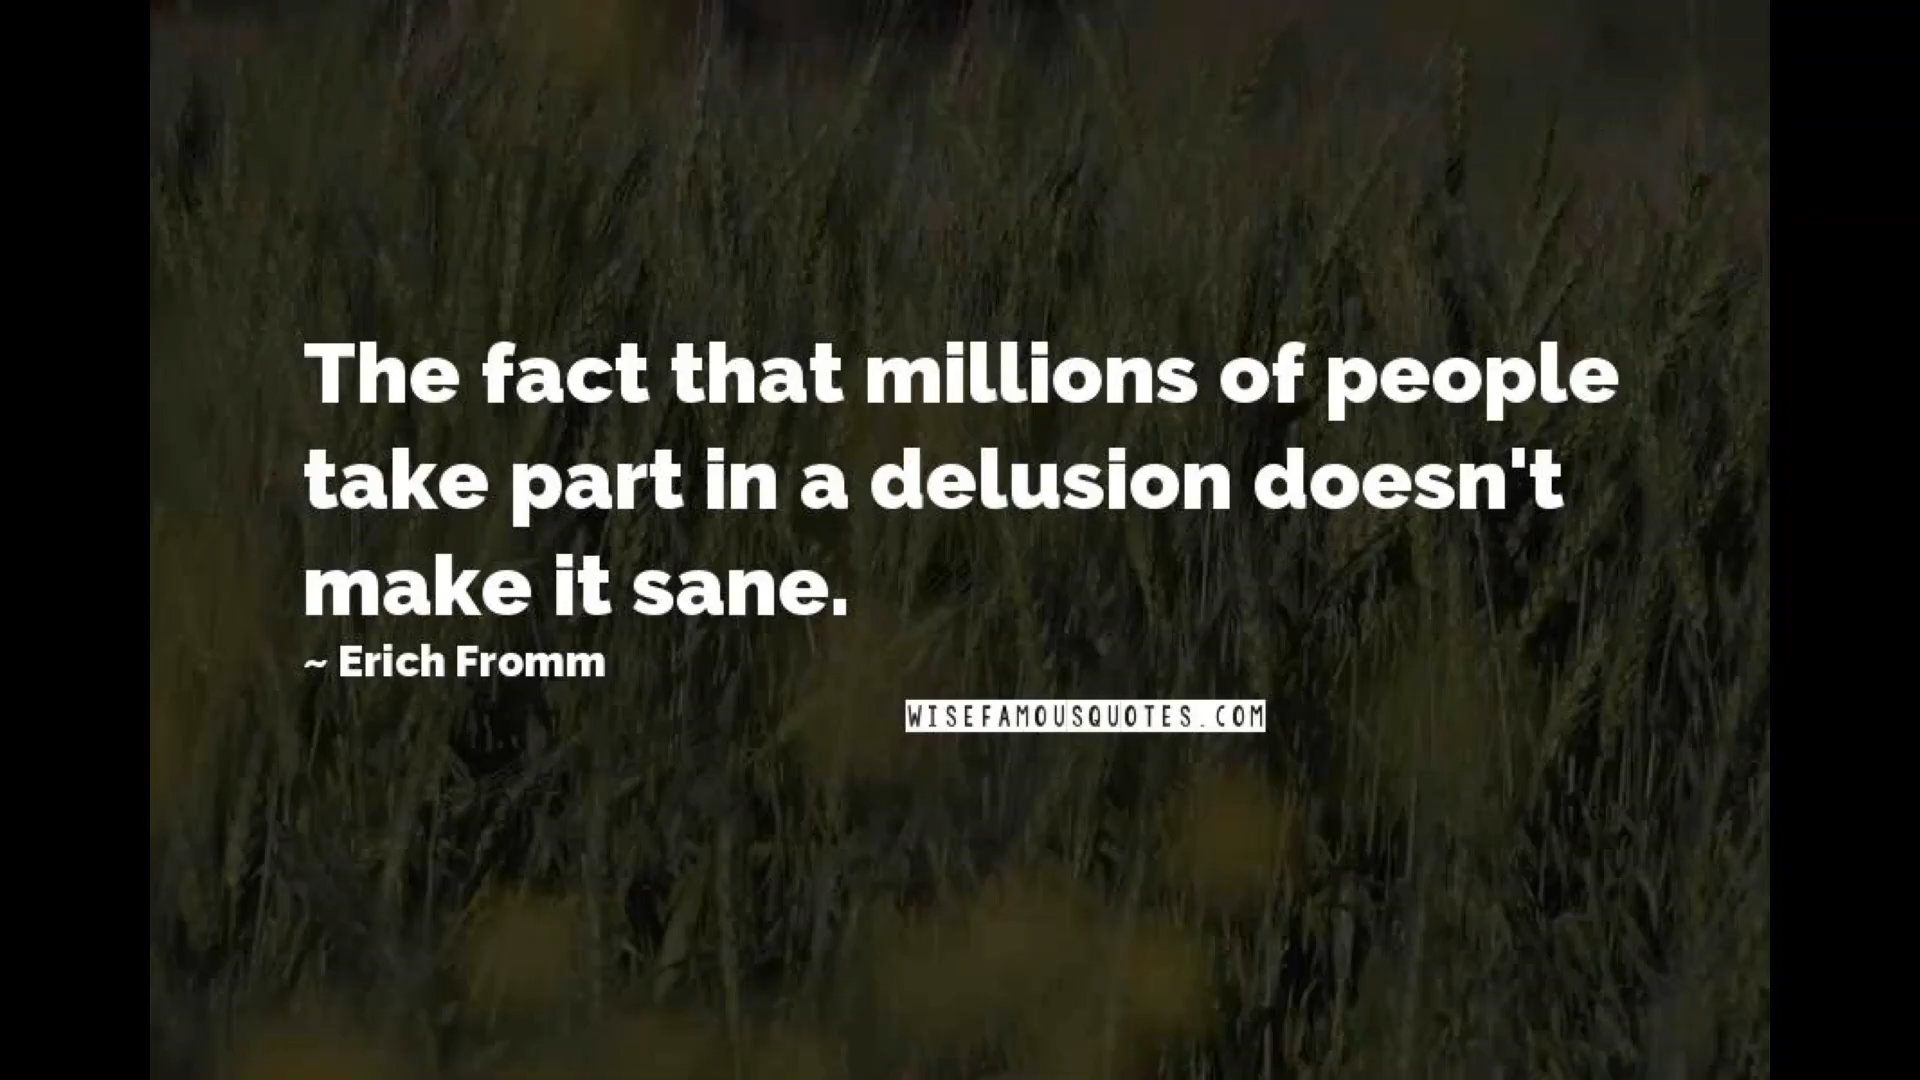 The fact that millions of people
take part in a delusion doesn't
make it sane.
~ Erich Fromm
WISEFAMOUSQUOTES.COM